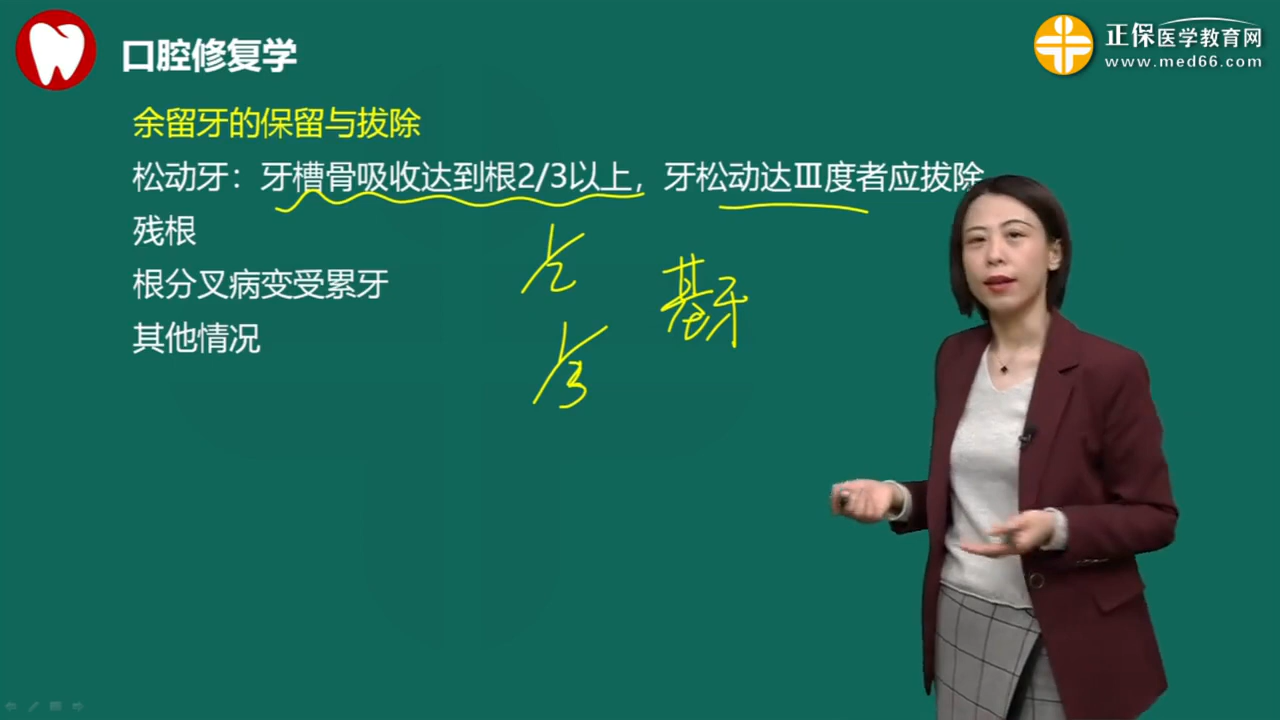 口腔修复学
正保医学教育网
www.med66.com
余留牙的保留与拔除
松动牙：牙槽骨吸收达到根2/3以上，牙松动达Ⅲ度者应拔除
残根
根分叉病变受累牙
其他情况
基牙